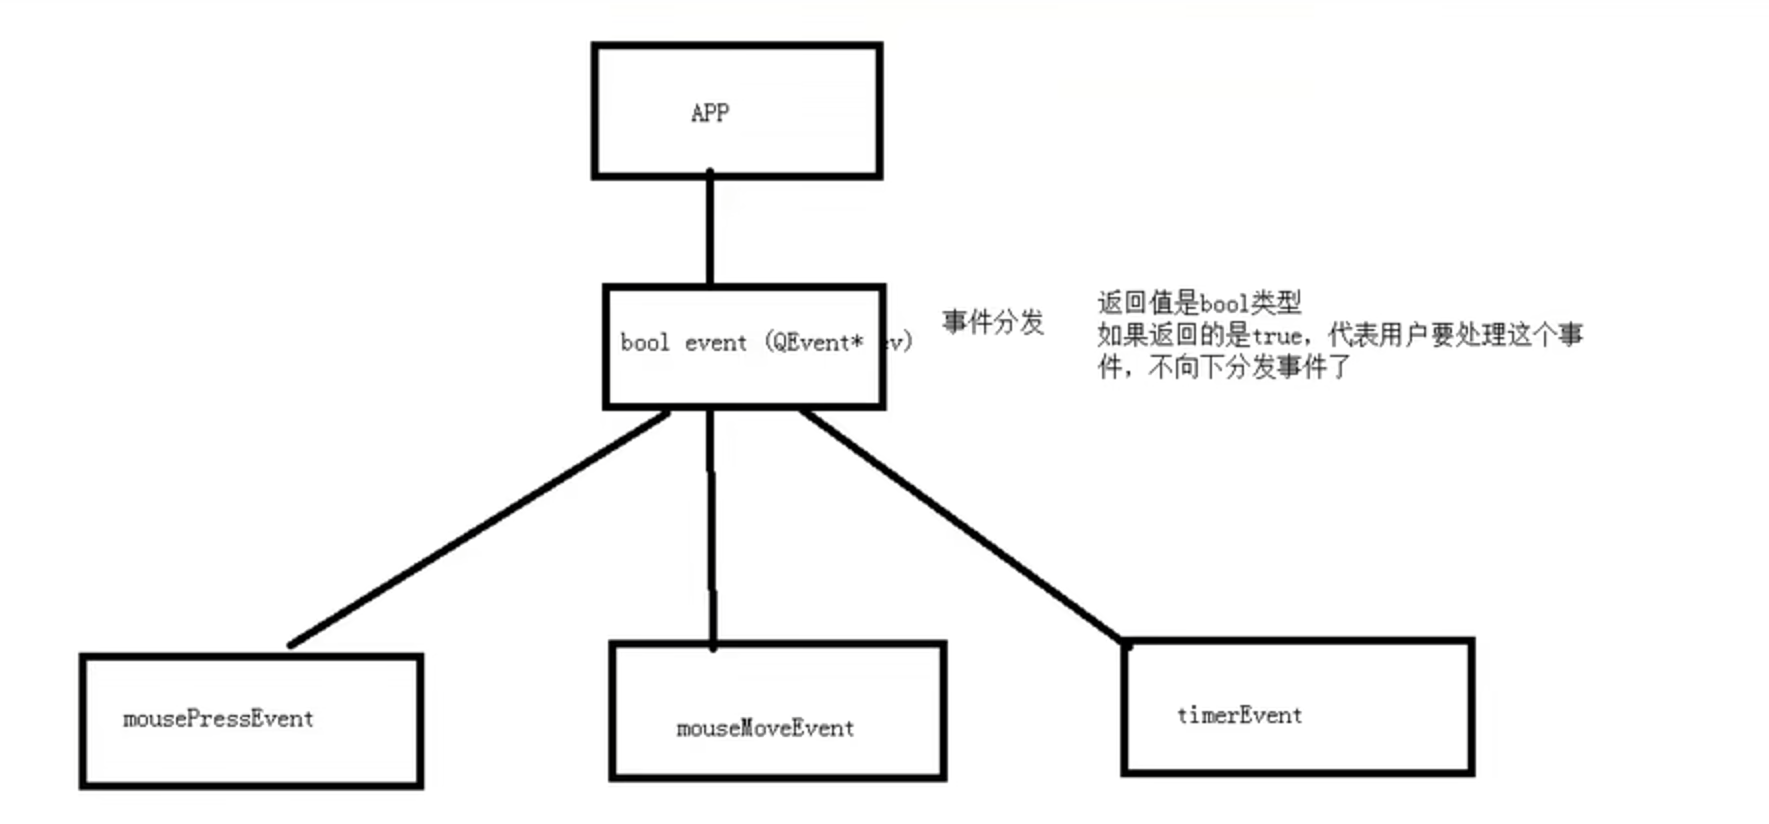 APP
bool event (QEvent* ev)
事件分发
返回值是bool类型
如果返回的是true，代表用户要处理这个事
件，不向下分发事件了
mousePressEvent
mouseMoveEvent
timerEvent